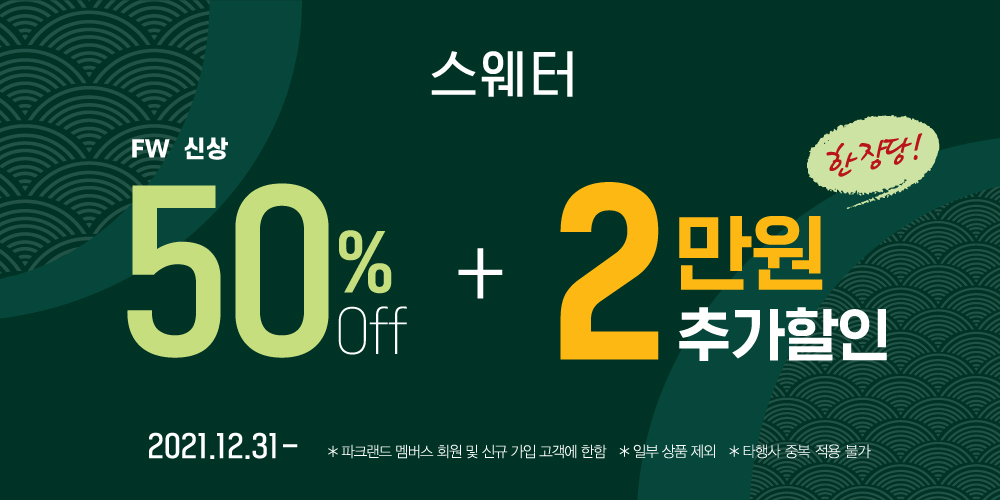 스웨터
FW 신상
50% Off
+
2만원 추가할인
한장당!
2021.12.31-
*파크랜드 멤버스 회원 및 신규 가입 고객에 한함 *일부 상품 제외 *타행사 중복 적용 불가